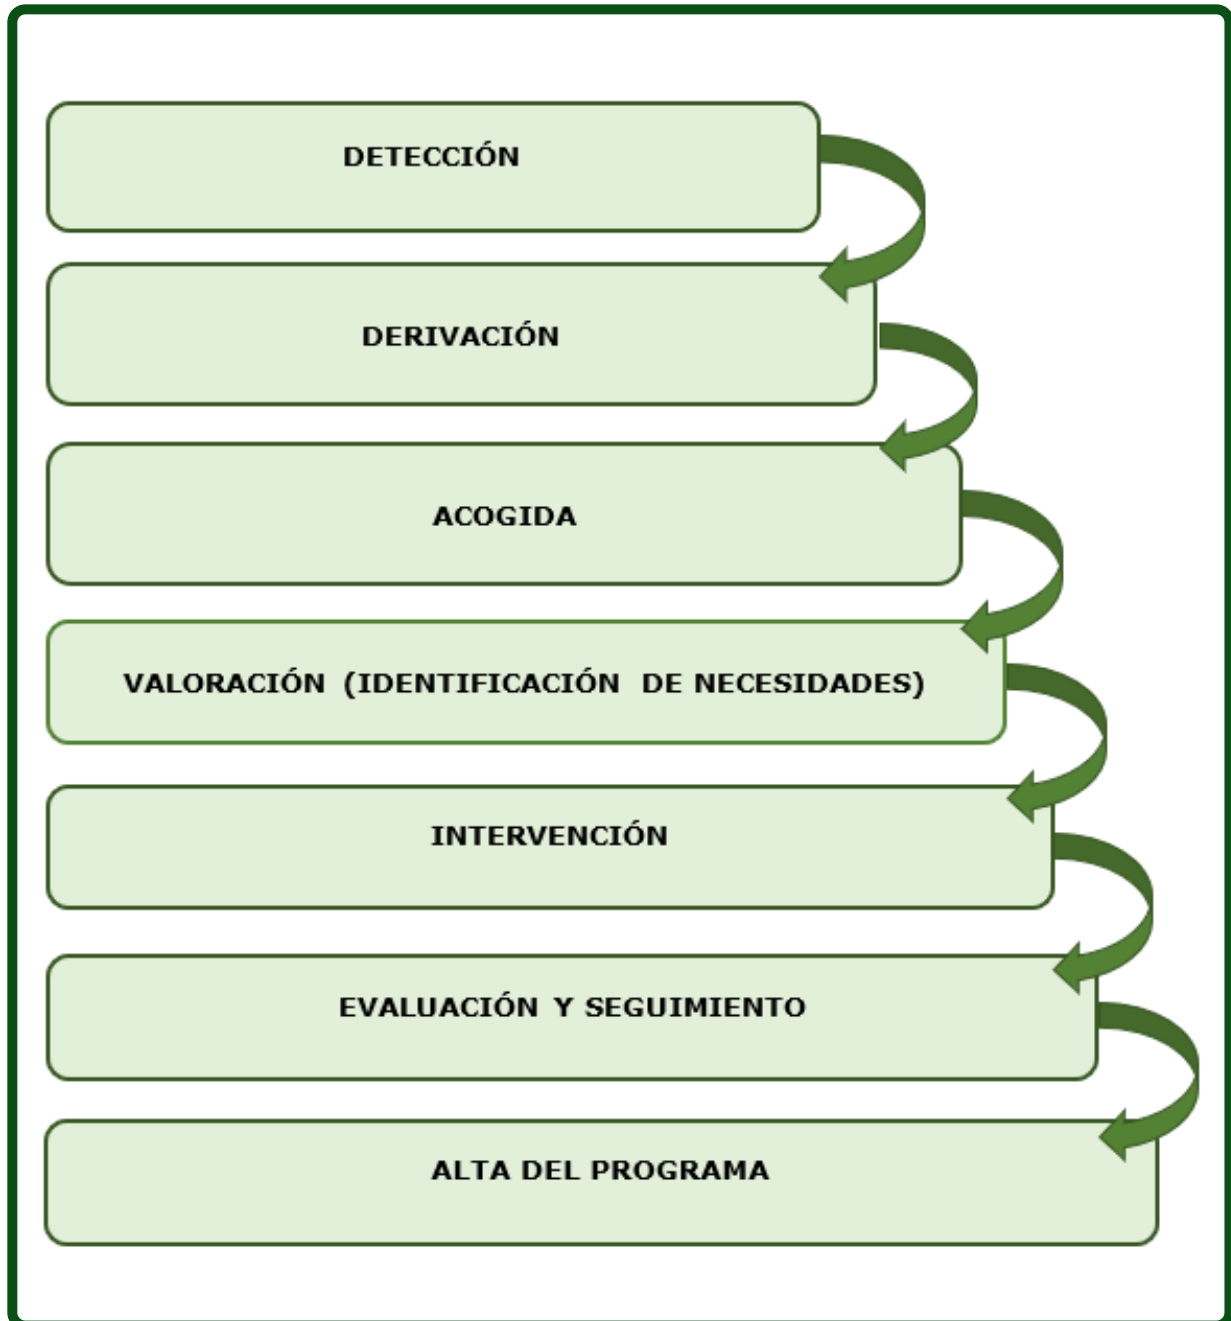 DETECCIÓN
DERIVACIÓN
ACOGIDA
VALORACIÓN (IDENTIFICACIÓN DE NECESIDADES)
INTERVENCIÓN
EVALUACIÓN Y SEGUIMIENTO
ALTA DEL PROGRAMA